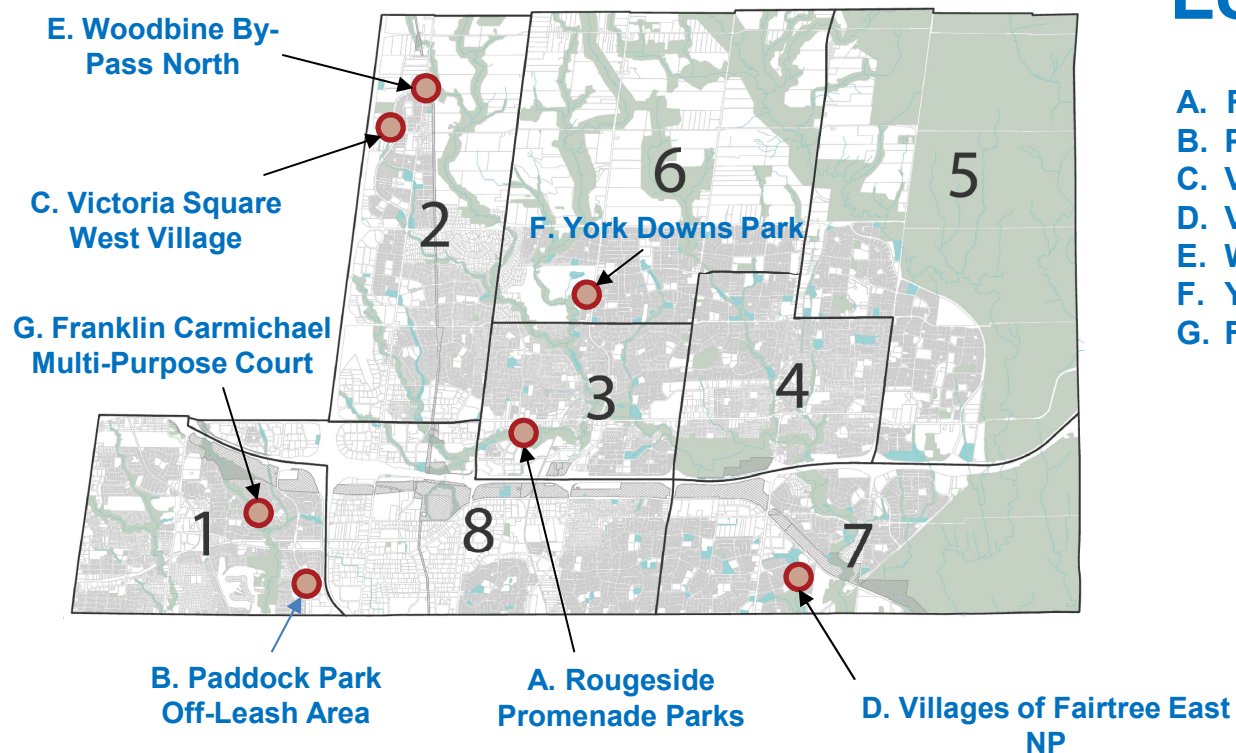 E. Woodbine By-
Pass North
C. Victoria Square
West Village
F. York Downs Park
G. Franklin Carmichael
Multi-Purpose Court
B. Paddock Park
Off-Leash Area
A. Rougeside
Promenade Parks
D. Villages of Fairtree East
NP
1
2
3
4
5
6
7
8
A.
B.
C. V
D. V
E.
F.
G.